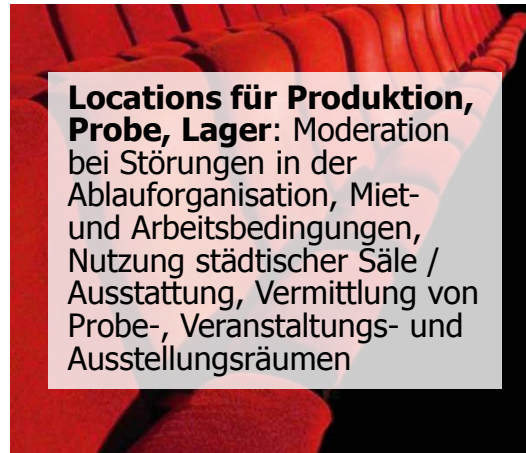 Locations für Produktion,
Probe, Lager: Moderation
bei Störungen in der
Ablauforganisation, Miet-
und Arbeitsbedingungen,
Nutzung städtischer Säle /
Ausstattung, Vermittlung von
Probe-, Veranstaltungs- und
Ausstellungsräumen